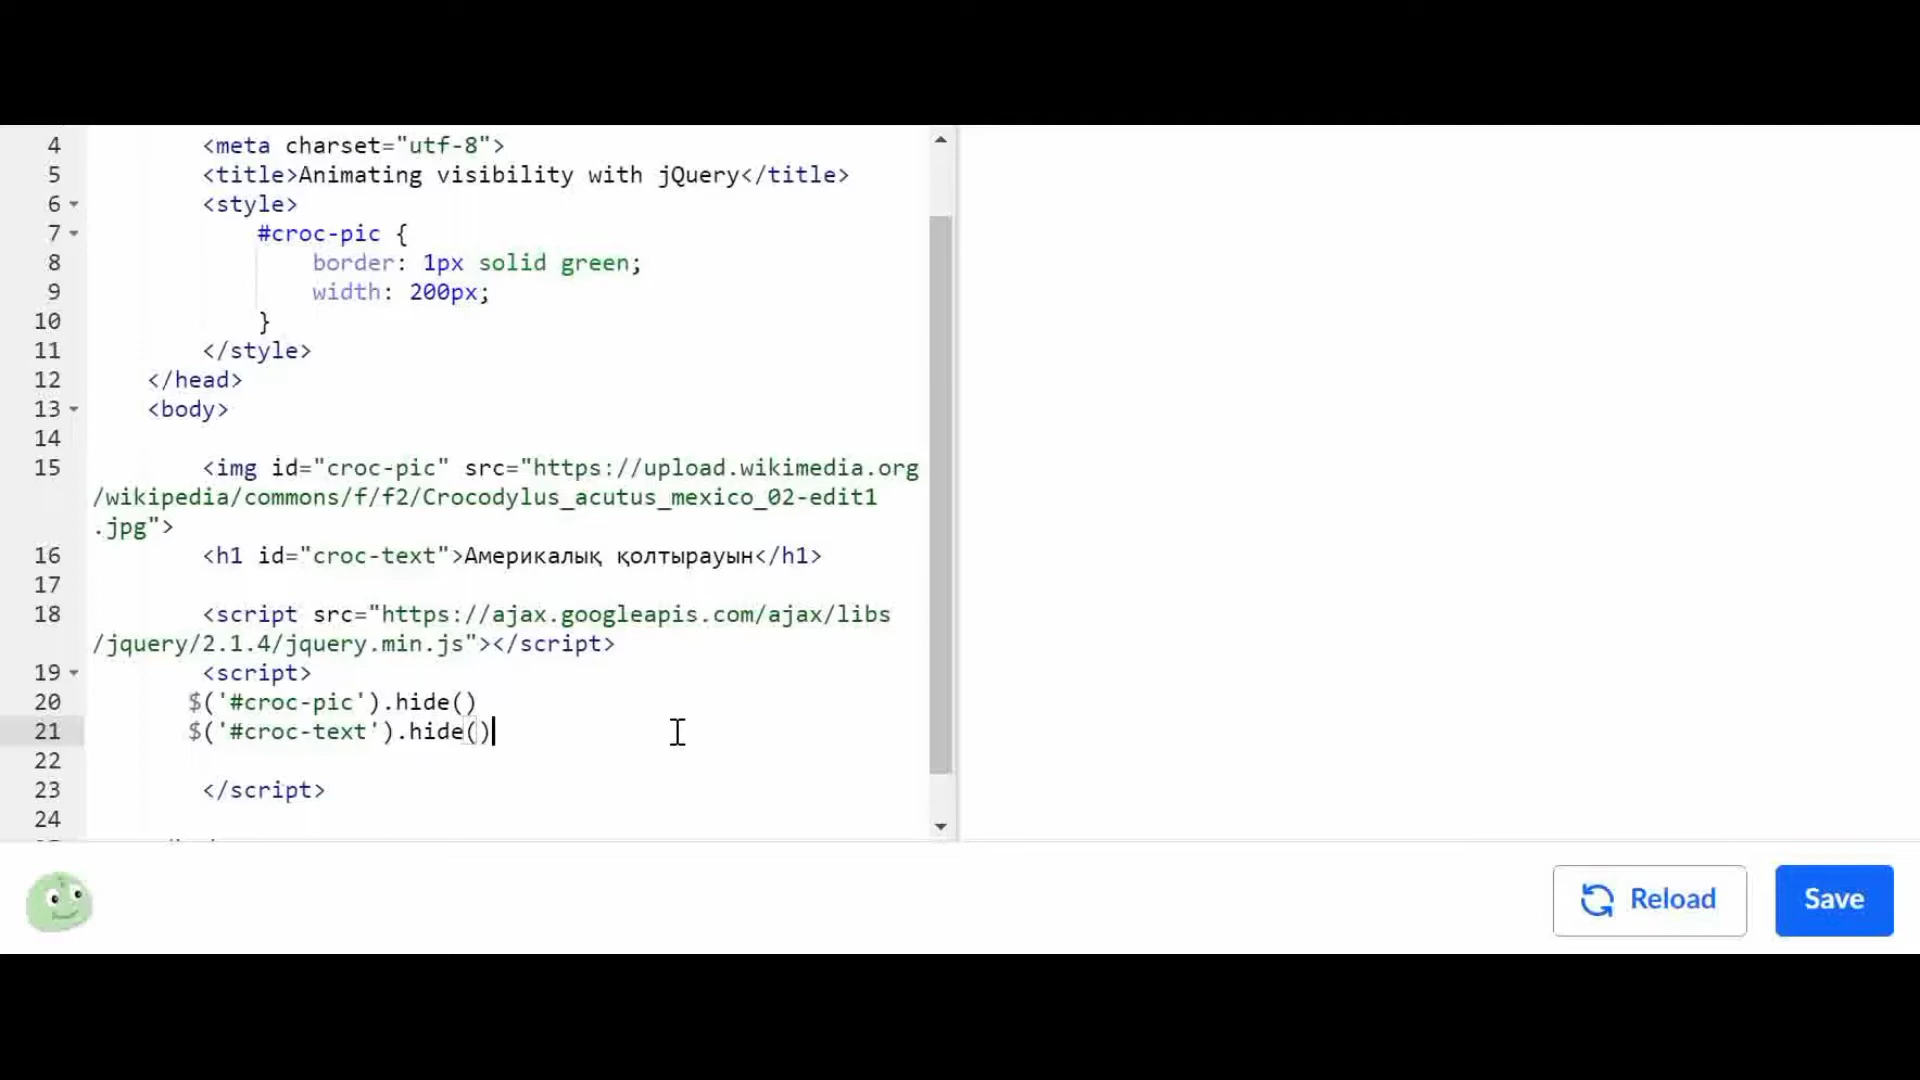 4 <meta charset="utf-8">
5 <title>Animating visibility with jQuery</title>
6 <style>
7 #croc-pic {
8 border: 1px solid green;
9 width: 200px;
10 }
11 </style>
12 </head>
13 <body>
14
15 <img id="croc-pic" src="https://upload.wikimedia.org
/wikipedia/commons/f/f2/Crocodylus_acutus_mexico_02-edit1
.jpg">
16 <h1 id="croc-text">Америкалық қолтырауын</h1>
17
18 <script src="https://ajax.googleapis.com/ajax/libs
/jquery/2.1.4/jquery.min.js"></script>
19 <script>
20 $('#croc-pic').hide()
21 $('#croc-text').hide()
22
23 </script>
24
Reload
Save